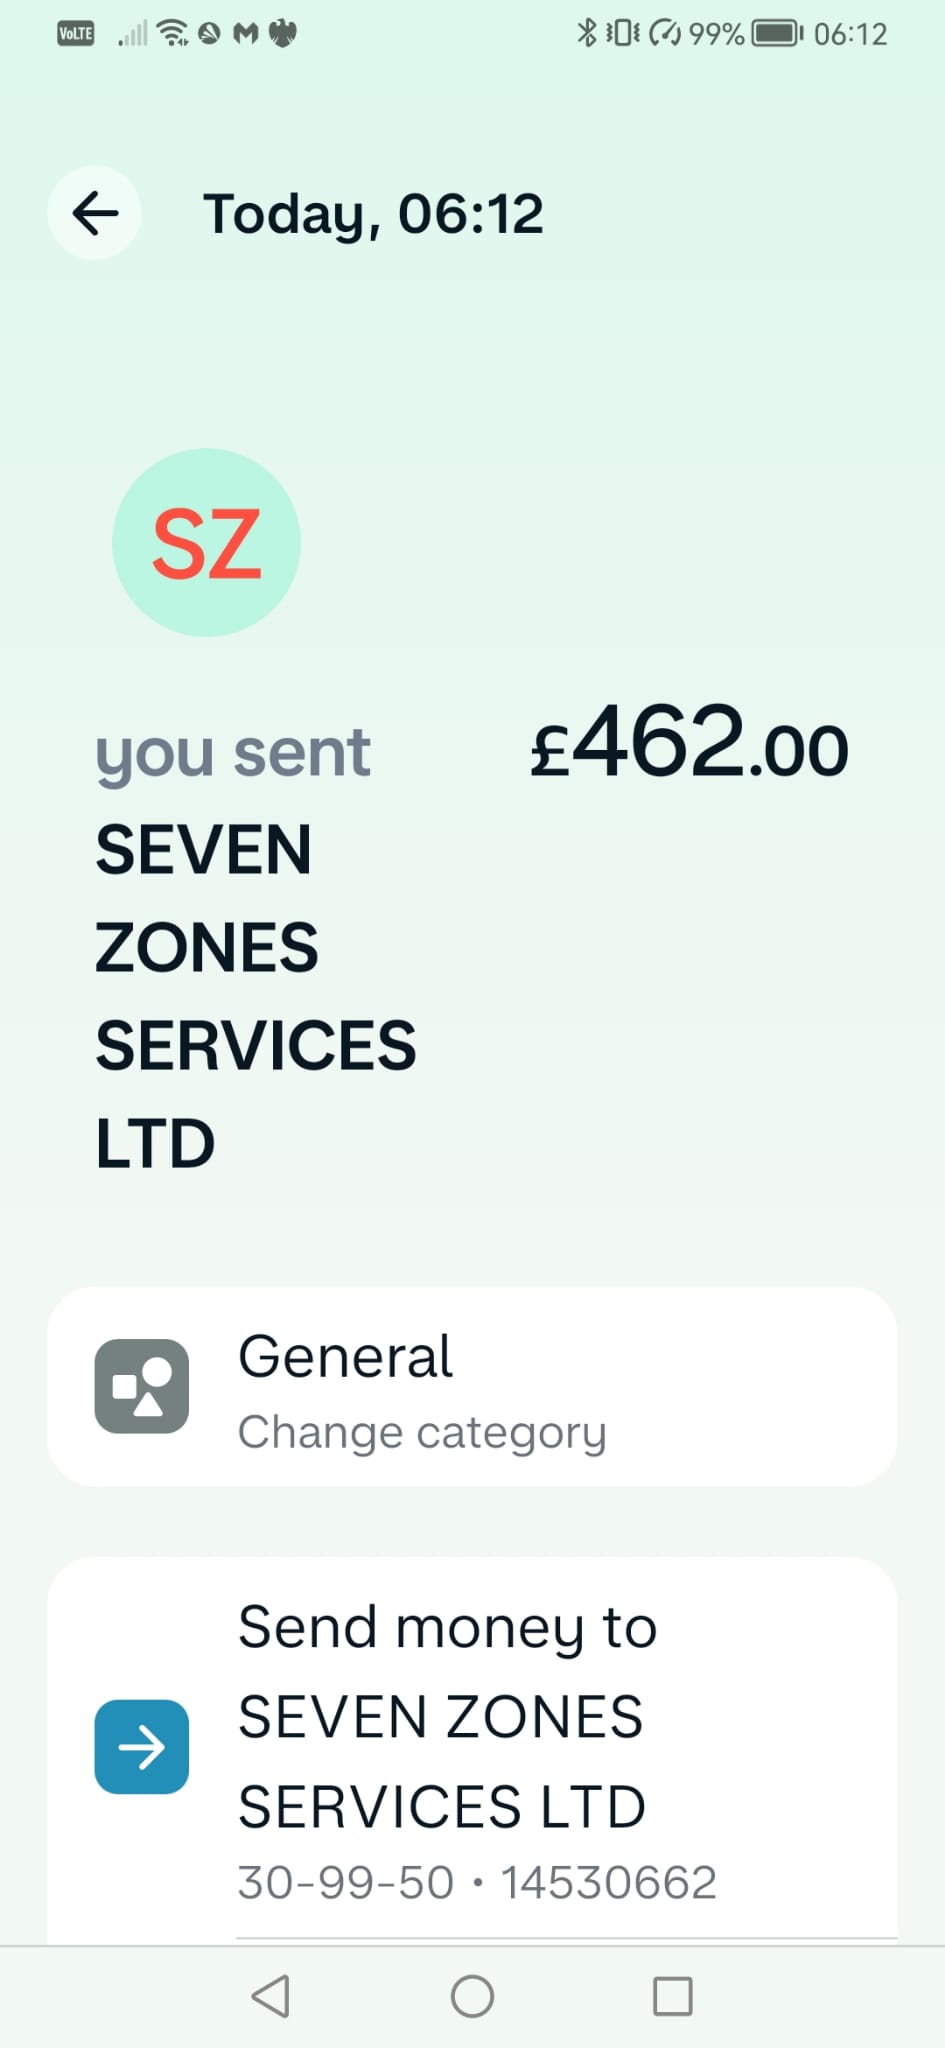 VoLTE 99% 06:12
Today, 06:12
SZ
you sent £462.00
SEVEN
ZONES
SERVICES
LTD
General
Change category
Send money to
SEVEN ZONES
SERVICES LTD
30-99-50 • 14530662